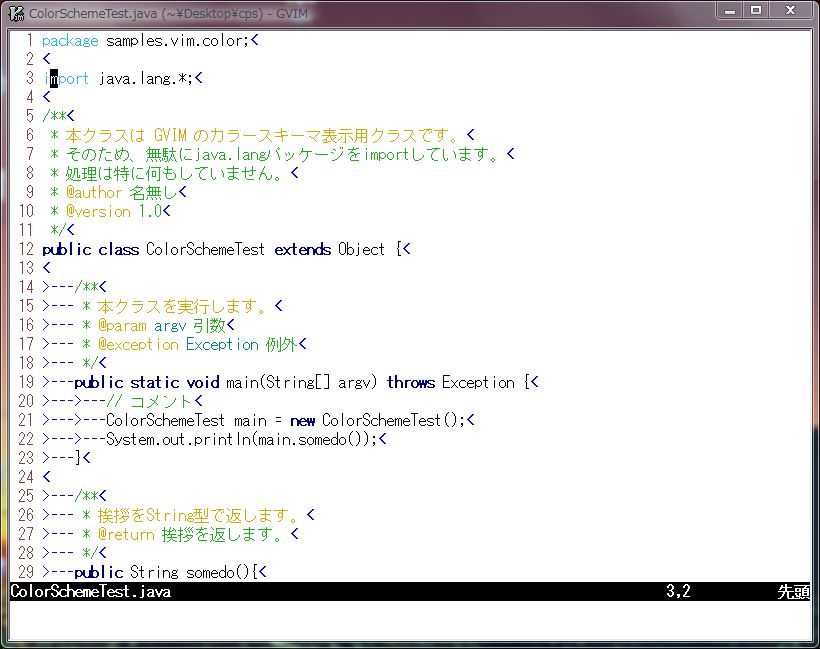 ColorSchemeTest.java (~¥Desktop¥cps) - GVIM
1 package samples.vim.color;<
2 <
3 import java.lang.*;<
4 <
5 /**<
6  * 本クラスは GVIM のカラースキーマ表示用クラスです。<
7  * そのため、無駄にjava.langパッケージをimportしています。<
8  * 処理は特に何もしていません。<
9  * @author 名無し<
10  * @version 1.0<
11  */<
12 public class ColorSchemeTest extends Object {<
13 <
14 >---/**<
15 >--- * 本クラスを実行します。<
16 >--- * @param argv 引数<
17 >--- * @exception Exception 例外<
18 >--- */<
19 >---public static void main(String[] argv) throws Exception {<
20 >--->---// コメント<
21 >--->---ColorSchemeTest main = new ColorSchemeTest();<
22 >--->---System.out.println(main.somedo());<
23 >---}<
24 <
25 >---/**<
26 >--- * 挨拶をString型で返します。<
27 >--- * @return 挨拶を返します。<
28 >--- */<
29 >---public String somedo(){<
ColorSchemeTest.java 3,2 先頭